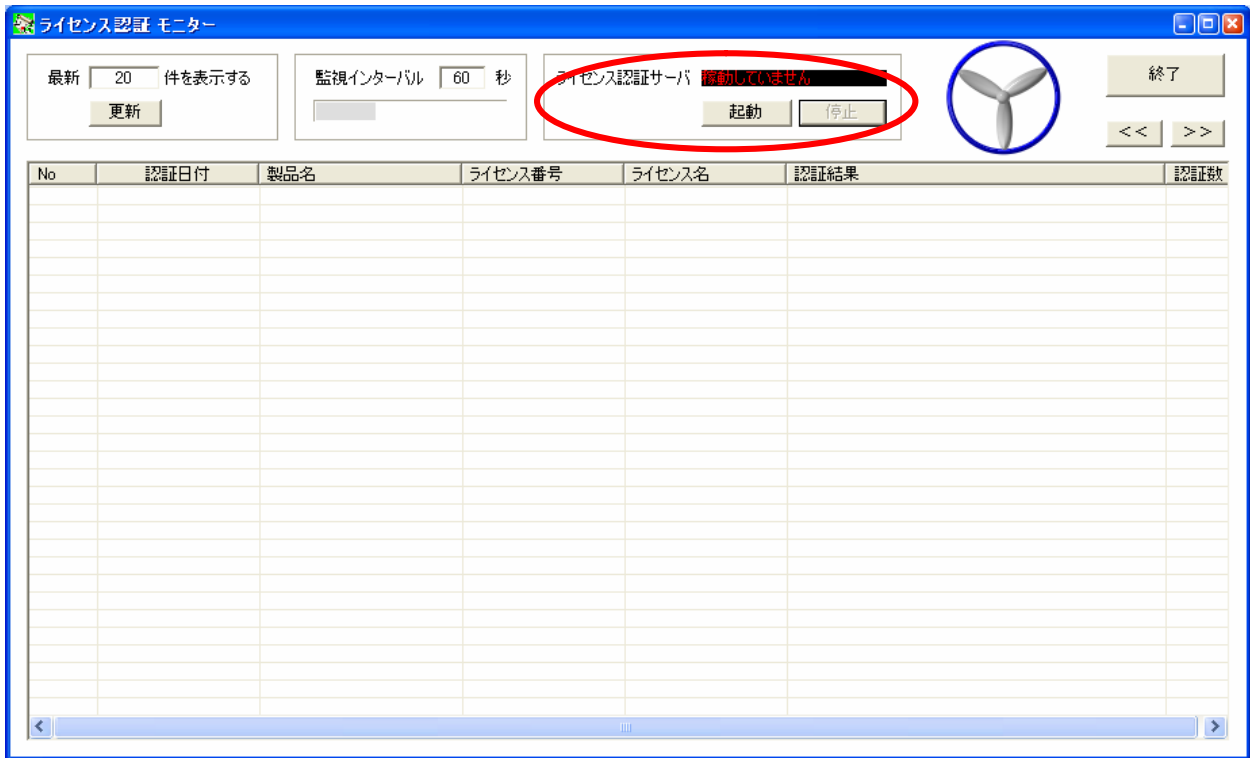 ライセンス認証 モニター
最新 20 件を表示する
更新
監視インターバル 60 秒
ライセンス認証サーバ 稼動していません
起動 停止
終了
<< >>
No 認証日付 製品名 ライセンス番号 ライセンス名 認証結果 認証数